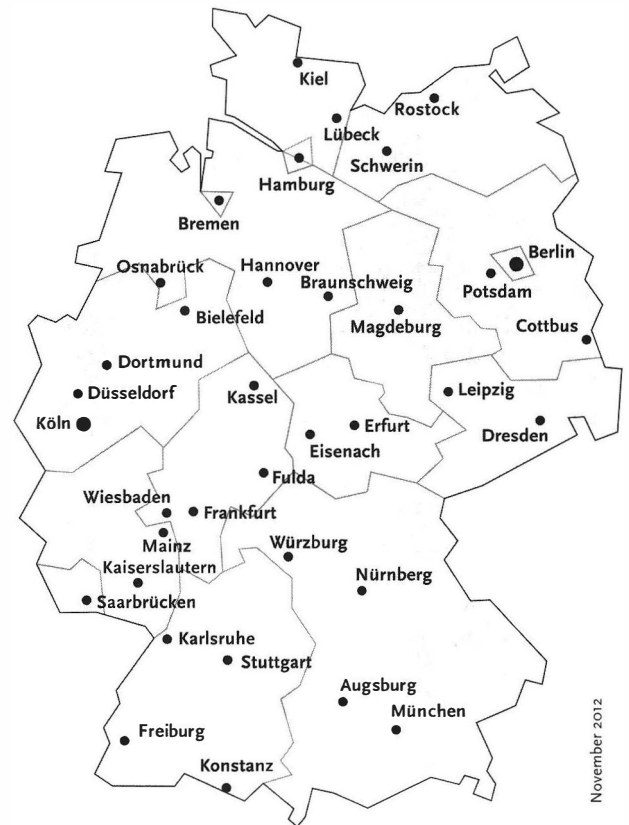 Kiel
Rostock
Lübeck
Schwerin
Hamburg
Bremen
Berlin
Osnabrück
Hannover
Potsdam
Braunschweig
Bielefeld
Magdeburg
Cottbus
Dortmund
Düsseldorf
Kassel
Leipzig
Köln
Erfurt
Dresden
Eisenach
Fulda
Wiesbaden
Frankfurt
Mainz
Würzburg
Kaiserslautern
Nürnberg
Saarbrücken
Karlsruhe
Stuttgart
Augsburg
München
Freiburg
Konstanz
November 2012